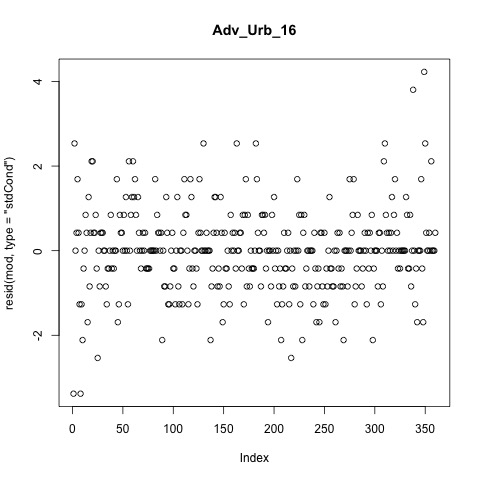 Adv_Urb_16
resid(mod, type = "stdCond")
4
2
0
-2
0 50 100 150 200 250 300 350
Index